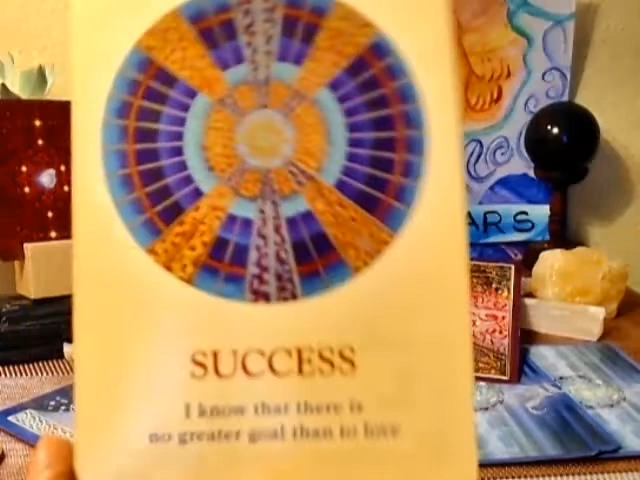 ARS
SUCCESS
I know that there is
no greater goal than to love